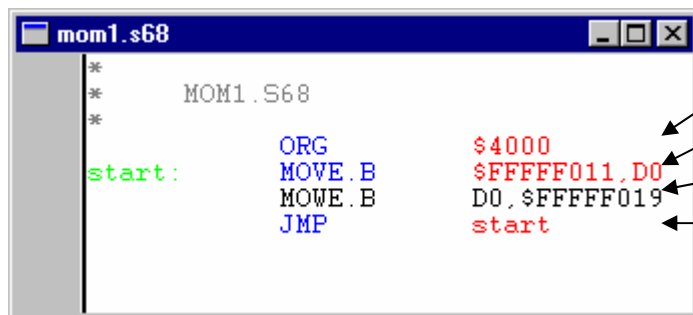 mom1.s68
*
* MOM1.S68
*
ORG $4000
start: MOVE.B $FFFFF011,D0
MOWE.B D0,$FFFFF019
JMP start